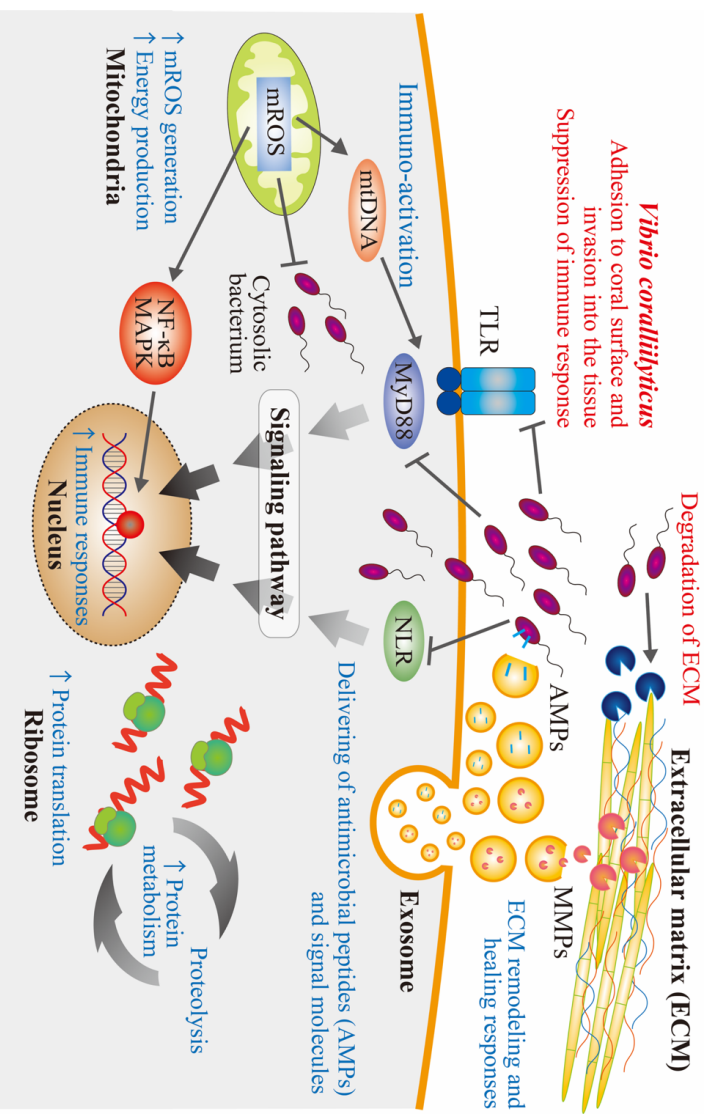 Vibrio corallilyticus
Adhesion to coral surface and
invasion into the tissue
Suppression of immune response
Degradation of ECM
Extracellular matrix (ECM)
TLR
AMPs
MMPs
ECM remodeling and
healing responses
Immuno-activation
mtDNA
MyD88
NLR
Exosome
Delivering of antimicrobial peptides (AMPs)
and signal molecules
mROS
Cytosolic
bacterium
Signaling pathway
↑ mROS generation
↑ Energy production
Mitochondria
NF-κB
MAPK
↑ Immune responses
Nucleus
↑ Protein translation
Ribosome
↑ Protein
metabolism
Proteolysis